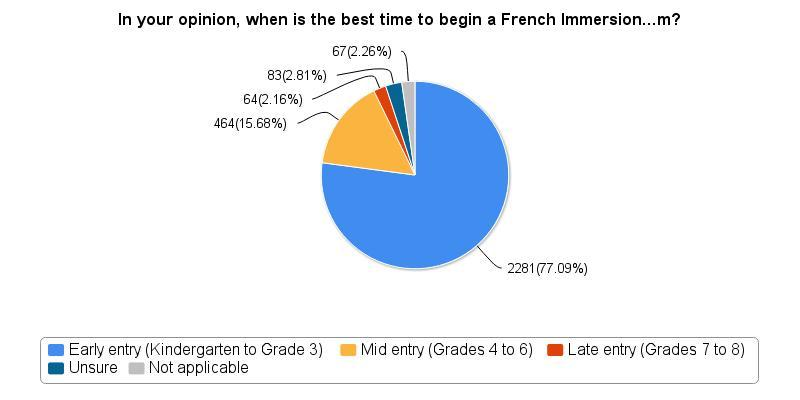 In your opinion, when is the best time to begin a French Immersion...m?
67(2.26%)
83(2.81%)
64(2.16%)
464(15.68%)
2281(77.09%)
Early entry (Kindergarten to Grade 3) Mid entry (Grades 4 to 6) Late entry (Grades 7 to 8)
Unsure Not applicable